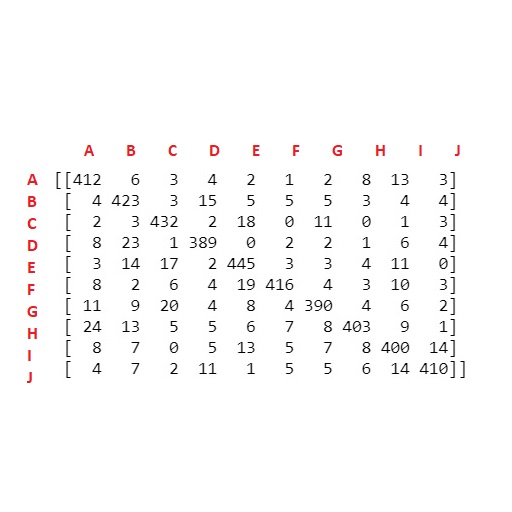 A B C D E F G H I J
A [[412 6 3 4 2 1 2 8 13 3]
B [ 4 423 3 15 5 5 5 3 4 4]
C [ 2 3 432 2 18 0 11 0 1 3]
D [ 8 23 1 389 0 2 2 1 6 4]
E [ 3 14 17 2 445 3 3 4 11 0]
F [ 8 2 6 4 19 416 4 3 10 3]
G [ 11 9 20 4 8 4 390 4 6 2]
H [ 24 13 5 5 6 7 8 403 9 1]
I [ 8 7 0 5 13 5 7 8 400 14]
J [ 4 7 2 11 1 5 5 6 14 410]]